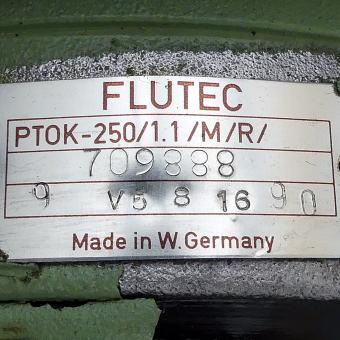 FLUTEC
PTOK-250/1.1/M/R/
709888
9 V5 8 16 90
Made in W. Germany